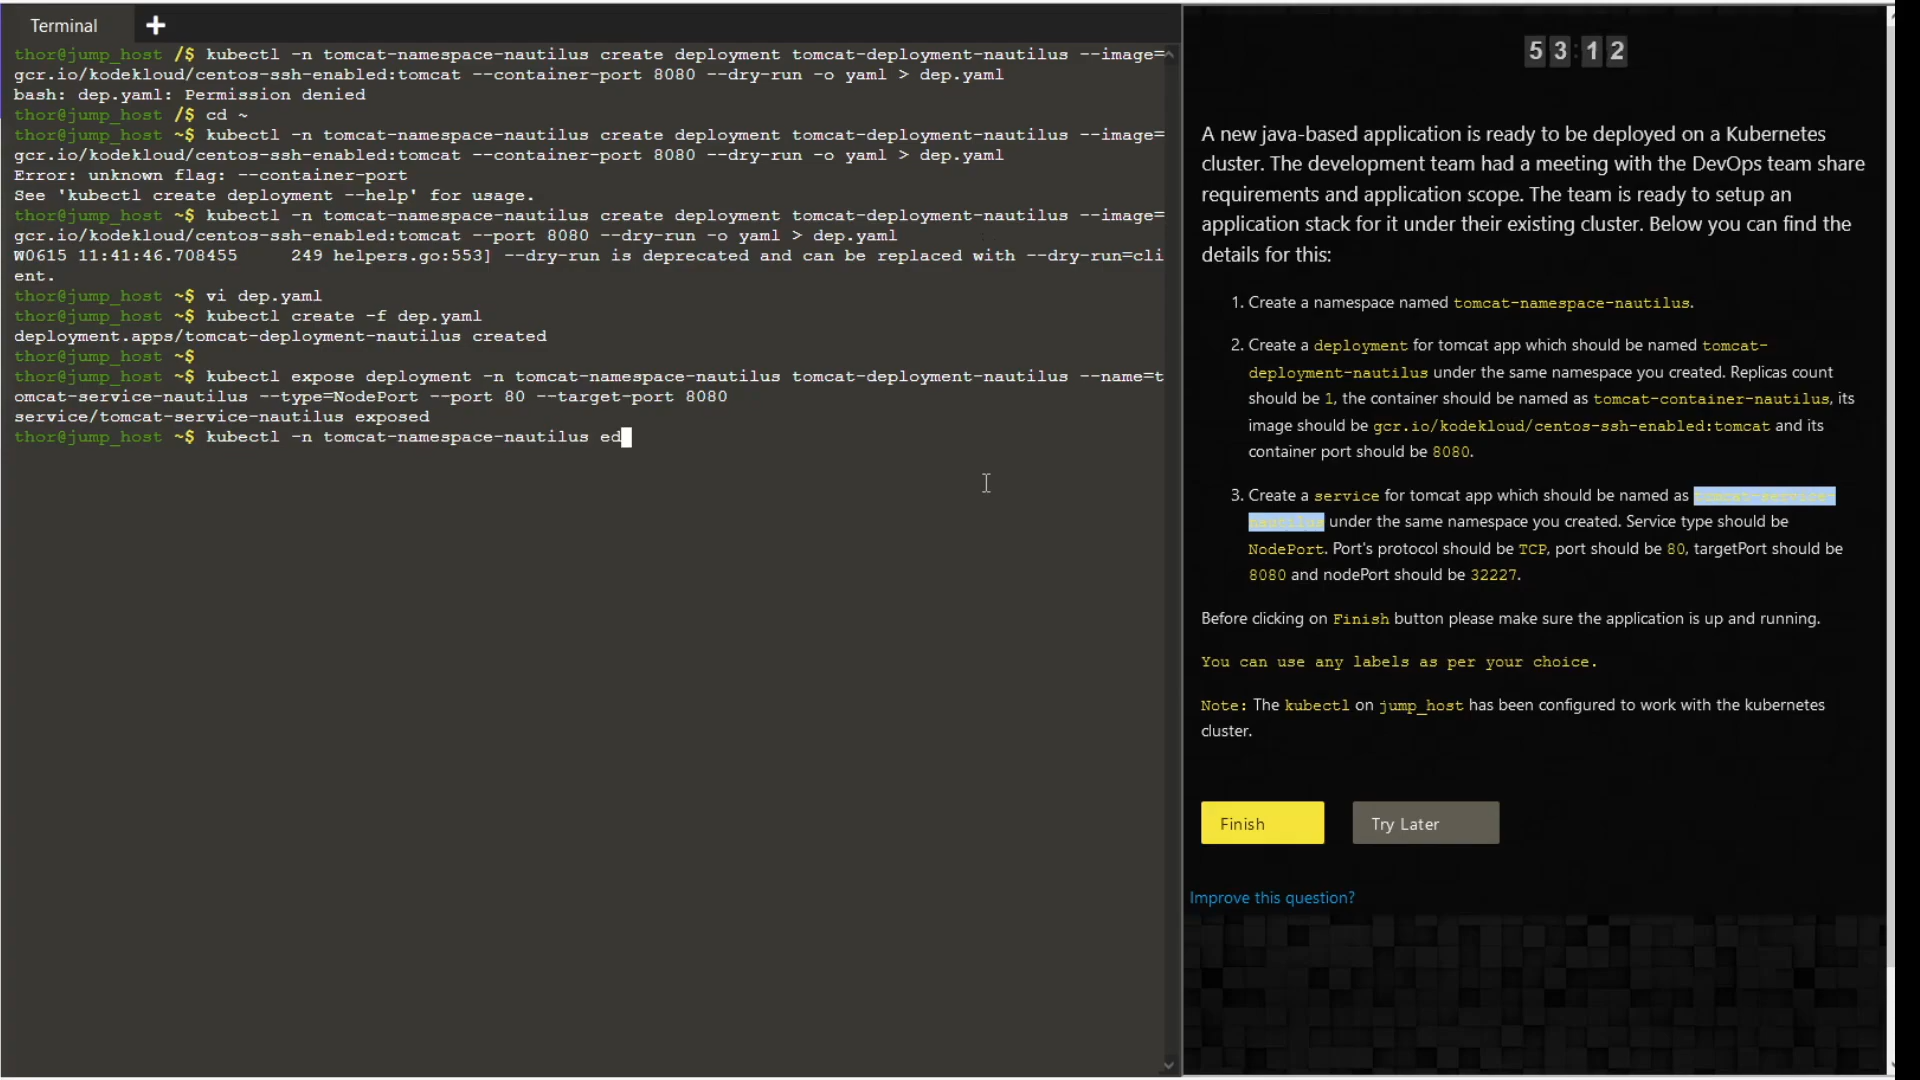 Terminal
thor@jump_host /$ kubectl -n tomcat-namespace-nautilus create deployment tomcat-deployment-nautilus --image=
gcr.io/kodekloud/centos-ssh-enabled:tomcat --container-port 8080 --dry-run -o yaml > dep.yaml
bash: dep.yaml: Permission denied
thor@jump_host /$ cd ~
thor@jump_host ~$ kubectl -n tomcat-namespace-nautilus create deployment tomcat-deployment-nautilus --image=
gcr.io/kodekloud/centos-ssh-enabled:tomcat --container-port 8080 --dry-run -o yaml > dep.yaml
Error: unknown flag: --container-port
See 'kubectl create deployment --help' for usage.
thor@jump_host ~$ kubectl -n tomcat-namespace-nautilus create deployment tomcat-deployment-nautilus --image=
gcr.io/kodekloud/centos-ssh-enabled:tomcat --port 8080 --dry-run -o yaml > dep.yaml
W0615 11:41:46.708455     249 helpers.go:553] --dry-run is deprecated and can be replaced with --dry-run=cli
ent.
thor@jump_host ~$ vi dep.yaml
thor@jump_host ~$ kubectl create -f dep.yaml
deployment.apps/tomcat-deployment-nautilus created
thor@jump_host ~$
thor@jump_host ~$ kubectl expose deployment -n tomcat-namespace-nautilus tomcat-deployment-nautilus --name=t
omcat-service-nautilus --type=NodePort --port 80 --target-port 8080
service/tomcat-service-nautilus exposed
thor@jump_host ~$ kubectl -n tomcat-namespace-nautilus ed
53:12
A new java-based application is ready to be deployed on a Kubernetes
cluster. The development team had a meeting with the DevOps team share
requirements and application scope. The team is ready to setup an
application stack for it under their existing cluster. Below you can find the
details for this:
1. Create a namespace named tomcat-namespace-nautilus.
2. Create a deployment for tomcat app which should be named tomcat-
deployment-nautilus under the same namespace you created. Replicas count
should be 1, the container should be named as tomcat-container-nautilus, its
image should be gcr.io/kodekloud/centos-ssh-enabled:tomcat and its
container port should be 8080.
3. Create a service for tomcat app which should be named as tomcat-service-
nautilus under the same namespace you created. Service type should be
NodePort. Port's protocol should be TCP, port should be 80, targetPort should be
8080 and nodePort should be 32227.
Before clicking on Finish button please make sure the application is up and running.
You can use any labels as per your choice.
Note: The kubectl on jump_host has been configured to work with the kubernetes
cluster.
Finish
Try Later
Improve this question?